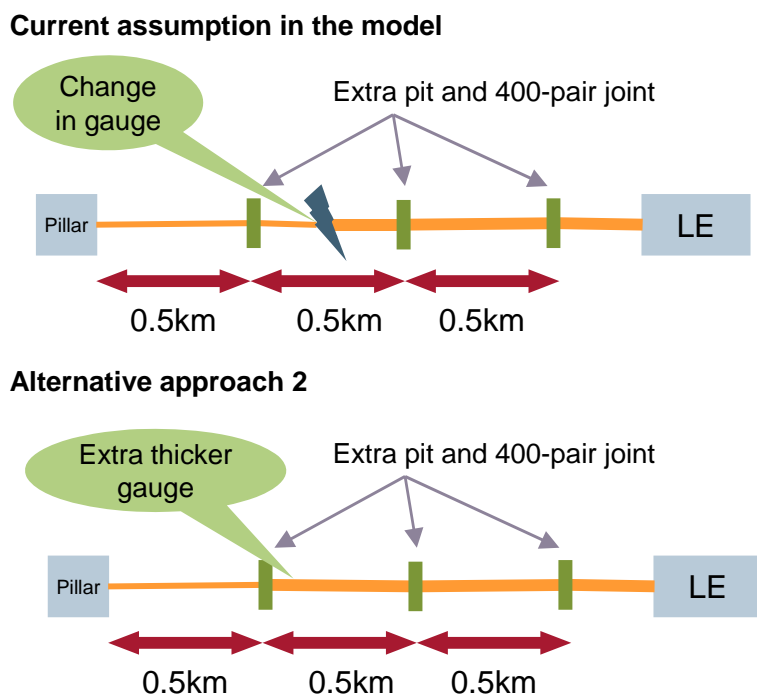 Current assumption in the model
Change
in gauge
Extra pit and 400-pair joint
Pillar
LE
0.5km
0.5km
0.5km
Alternative approach 2
Extra thicker
gauge
Extra pit and 400-pair joint
Pillar
LE
0.5km
0.5km
0.5km